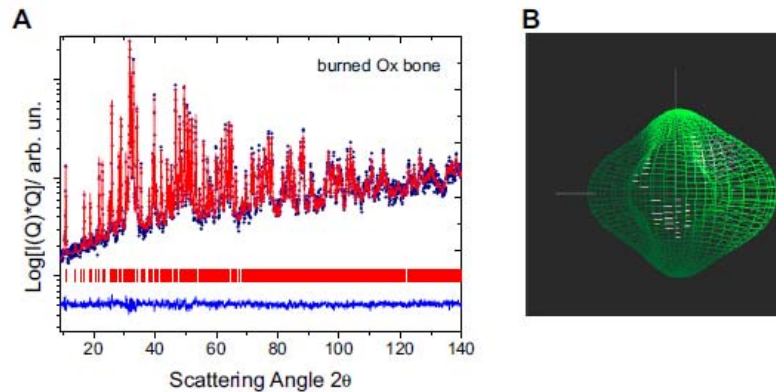 A
B
burned Ox bone
Log[I(Q)*Q]/ arb. un.
20 40 60 80 100 120 140
Scattering Angle 2θ